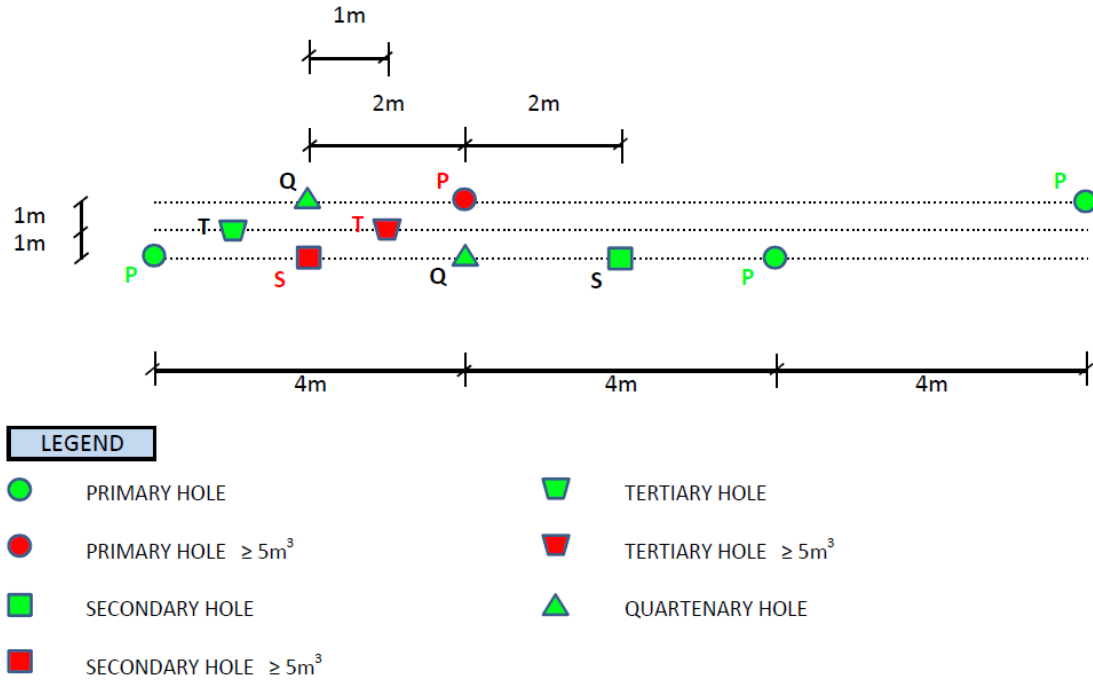 1m
2m 2m
Q P P
1m
T T
1m
P S Q S P
4m 4m 4m
LEGEND
PRIMARY HOLE TERTIARY HOLE
PRIMARY HOLE ≥ 5m³ TERTIARY HOLE ≥ 5m³
SECONDARY HOLE QUARTENARY HOLE
SECONDARY HOLE ≥ 5m³